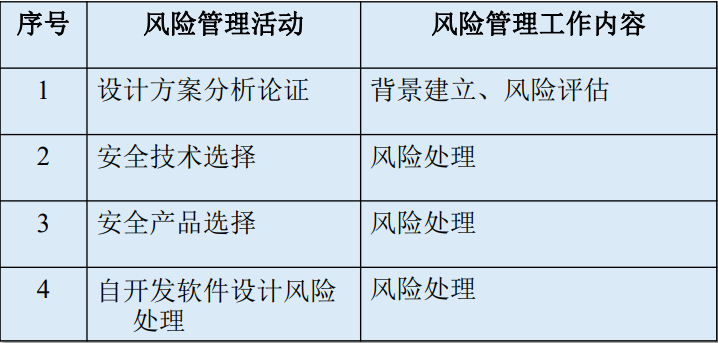 序号 风险管理活动 风险管理工作内容
1 设计方案分析论证 背景建立、风险评估
2 安全技术选择 风险处理
3 安全产品选择 风险处理
4 自开发软件设计风险 风险处理
处理